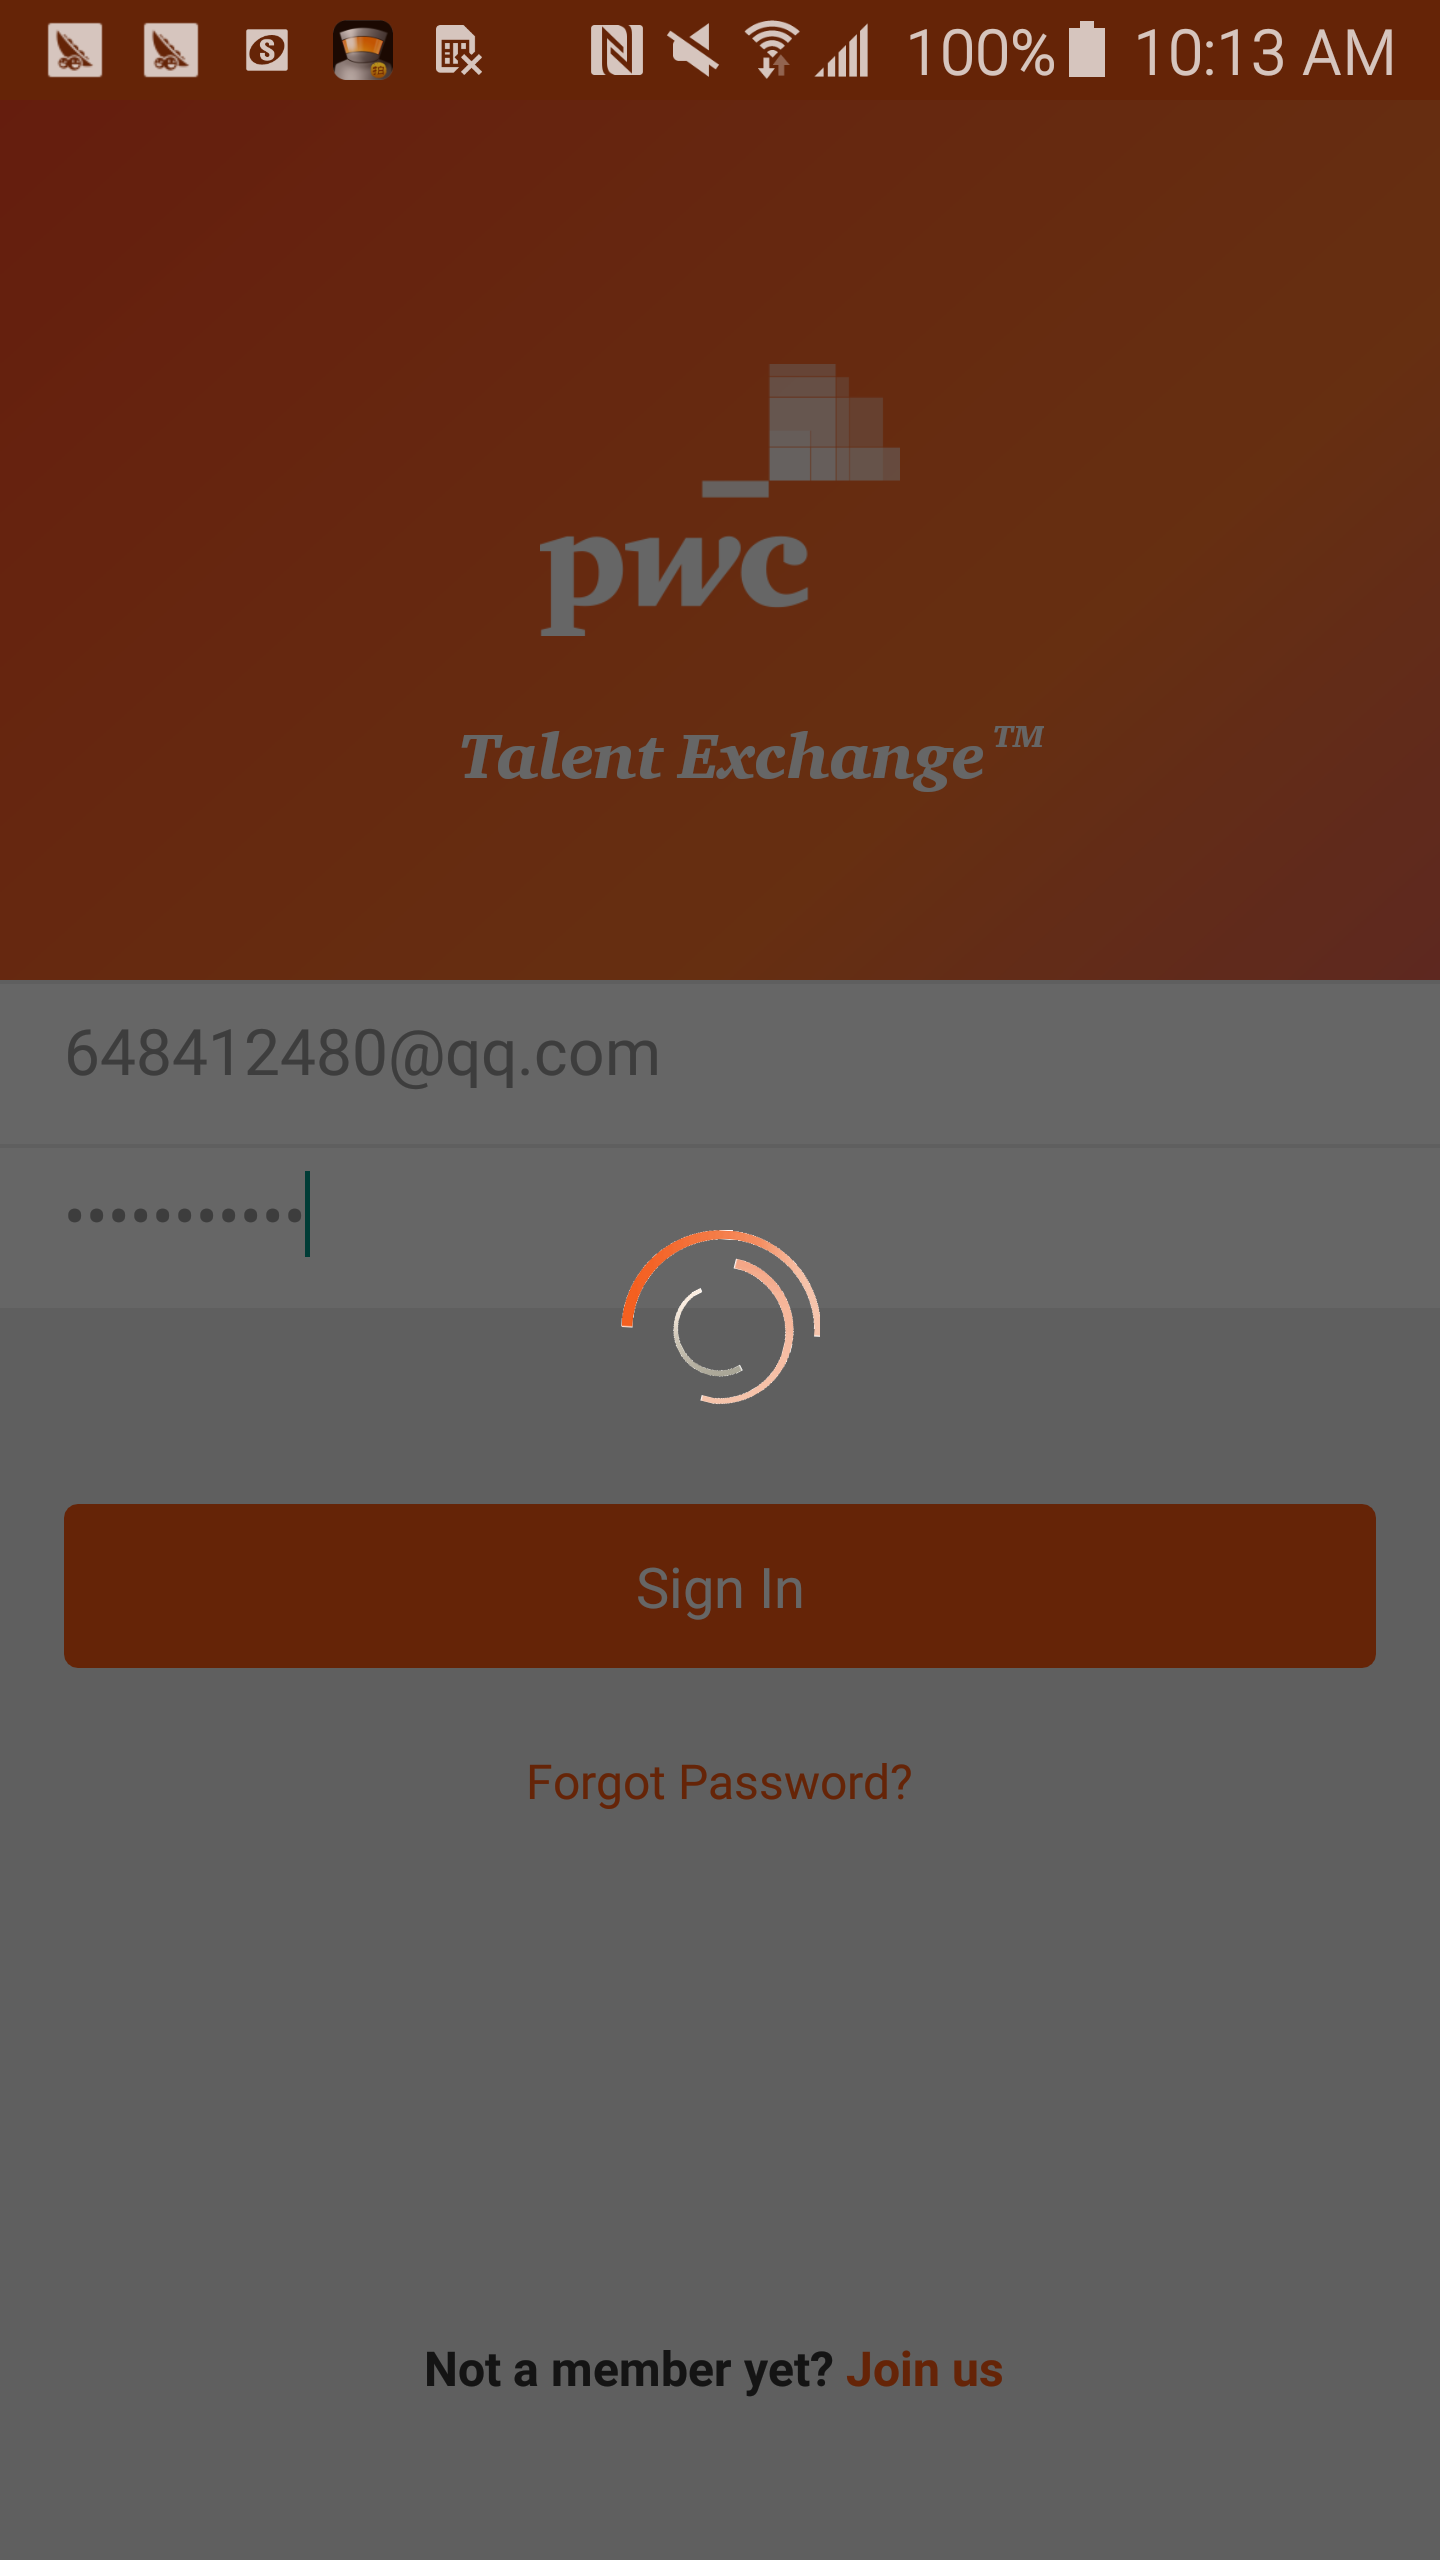 100% 10:13 AM
pwc
Talent Exchange™
648412480@qq.com
•••••••••••
Sign In
Forgot Password?
Not a member yet? Join us